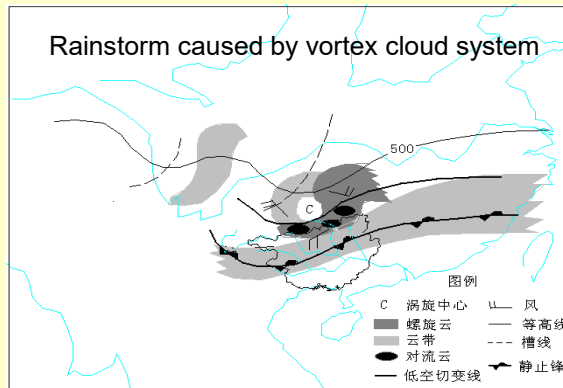 Rainstorm caused by vortex cloud system
500
C
图例
C 涡旋中心 风
螺旋云 等高线
云带 槽线
对流云 静止锋
低空切变线